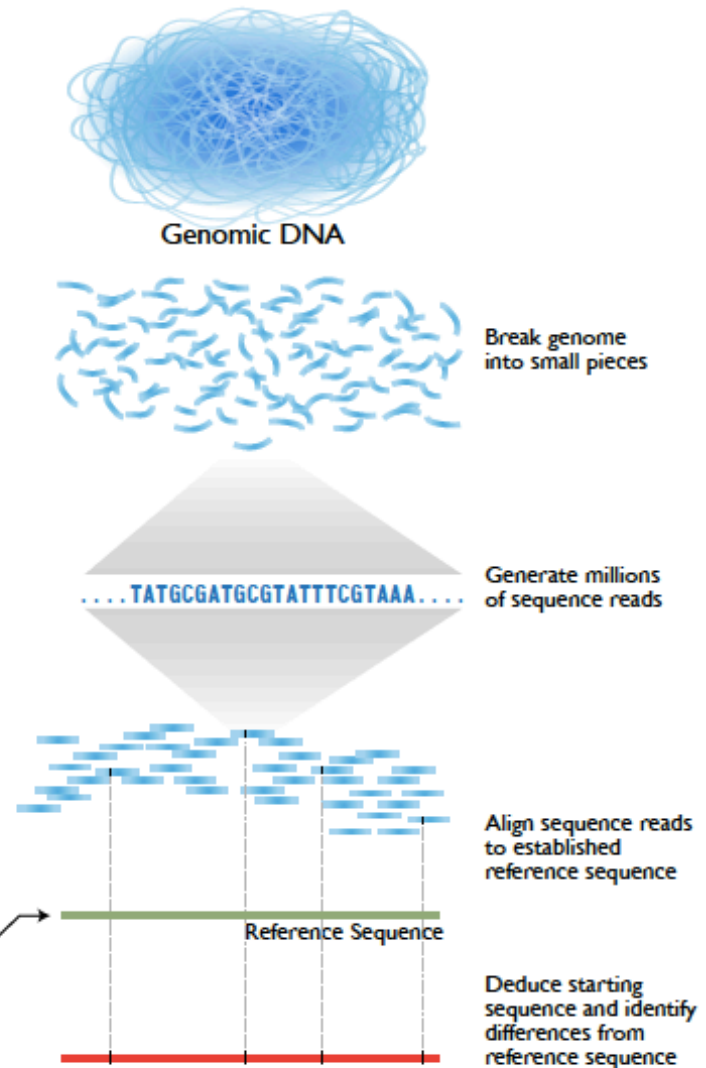 Genomic DNA
Break genome
into small pieces
Generate millions
of sequence reads
....TATGCGATGCGTATTTCGTAAA....
Align sequence reads
to established
reference sequence
Reference Sequence
Deduce starting
sequence and identify
differences from
reference sequence